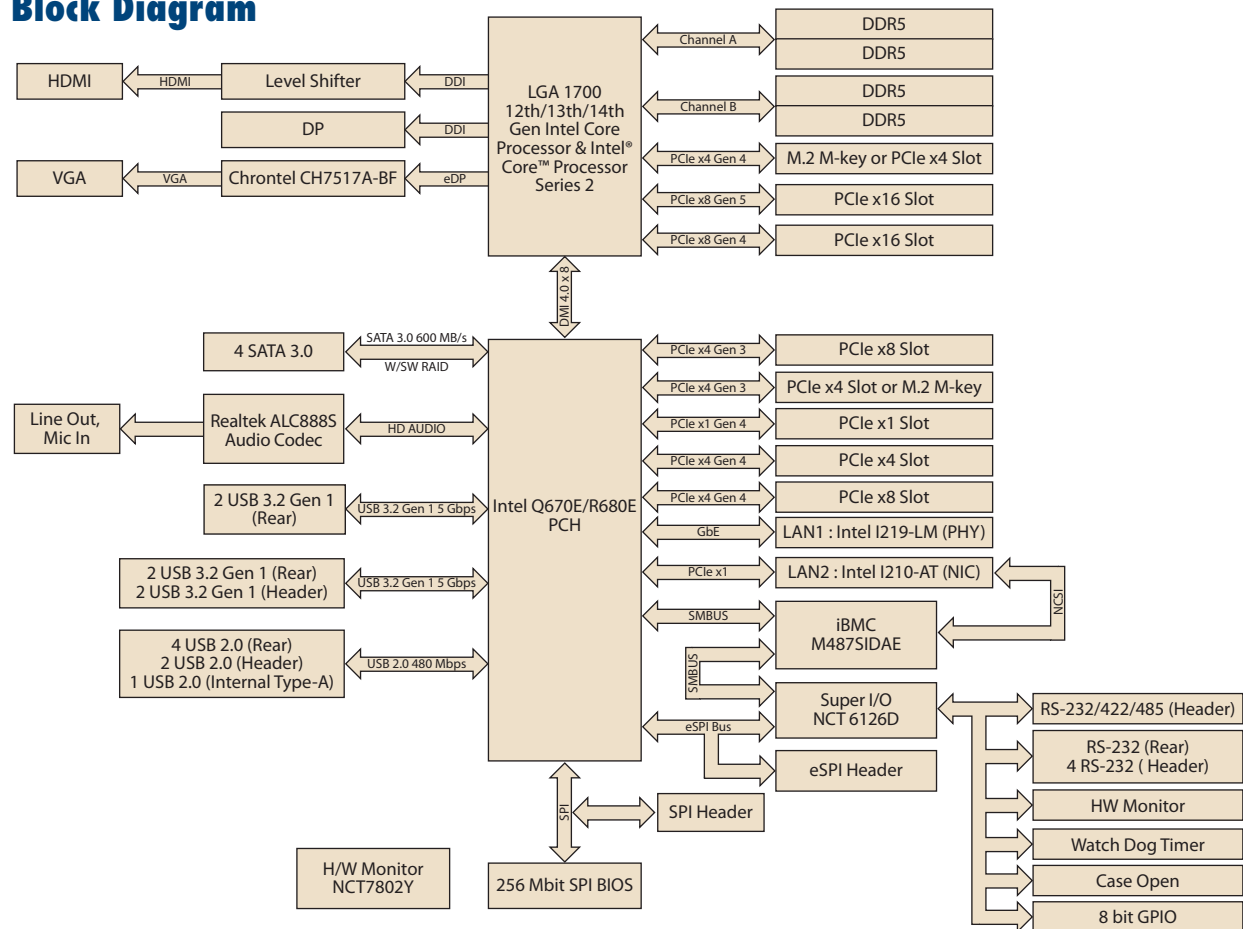 Block Diagram
HDMI
HDMI
Level Shifter
DDI
DP
DDI
VGA
VGA
Chrontel CH7517A-BF
eDP
LGA 1700
12th/13th/14th
Gen Intel Core
Processor & Intel®
Core™ Processor
Series 2
Channel A
DDR5
DDR5
Channel B
DDR5
DDR5
PCIe x4 Gen 4
M.2 M-key or PCIe x4 Slot
PCIe x8 Gen 5
PCIe x16 Slot
PCIe x8 Gen 4
PCIe x16 Slot
DMI 4.0 x 8
4 SATA 3.0
SATA 3.0 600 MB/s
W/SW RAID
Line Out,
Mic In
Realtek ALC888S
Audio Codec
HD AUDIO
2 USB 3.2 Gen 1
(Rear)
USB 3.2 Gen 1 5 Gbps
2 USB 3.2 Gen 1 (Rear)
2 USB 3.2 Gen 1 (Header)
USB 3.2 Gen 1 5 Gbps
4 USB 2.0 (Rear)
2 USB 2.0 (Header)
1 USB 2.0 (Internal Type-A)
USB 2.0 480 Mbps
Intel Q670E/R680E
PCH
PCIe x4 Gen 3
PCIe x8 Slot
PCIe x4 Gen 3
PCIe x4 Slot or M.2 M-key
PCIe x1 Gen 4
PCIe x1 Slot
PCIe x4 Gen 4
PCIe x4 Slot
PCIe x4 Gen 4
PCIe x8 Slot
GbE
LAN1 : Intel I219-LM (PHY)
PCIe x1
LAN2 : Intel I210-AT (NIC)
NCSI
SMBUS
iBMC
M487SIDAE
SMBUS
Super I/O
NCT 6126D
eSPI Bus
eSPI Header
RS-232/422/485 (Header)
RS-232 (Rear)
4 RS-232 ( Header)
HW Monitor
Watch Dog Timer
Case Open
8 bit GPIO
SPI
SPI Header
H/W Monitor
NCT7802Y
256 Mbit SPI BIOS